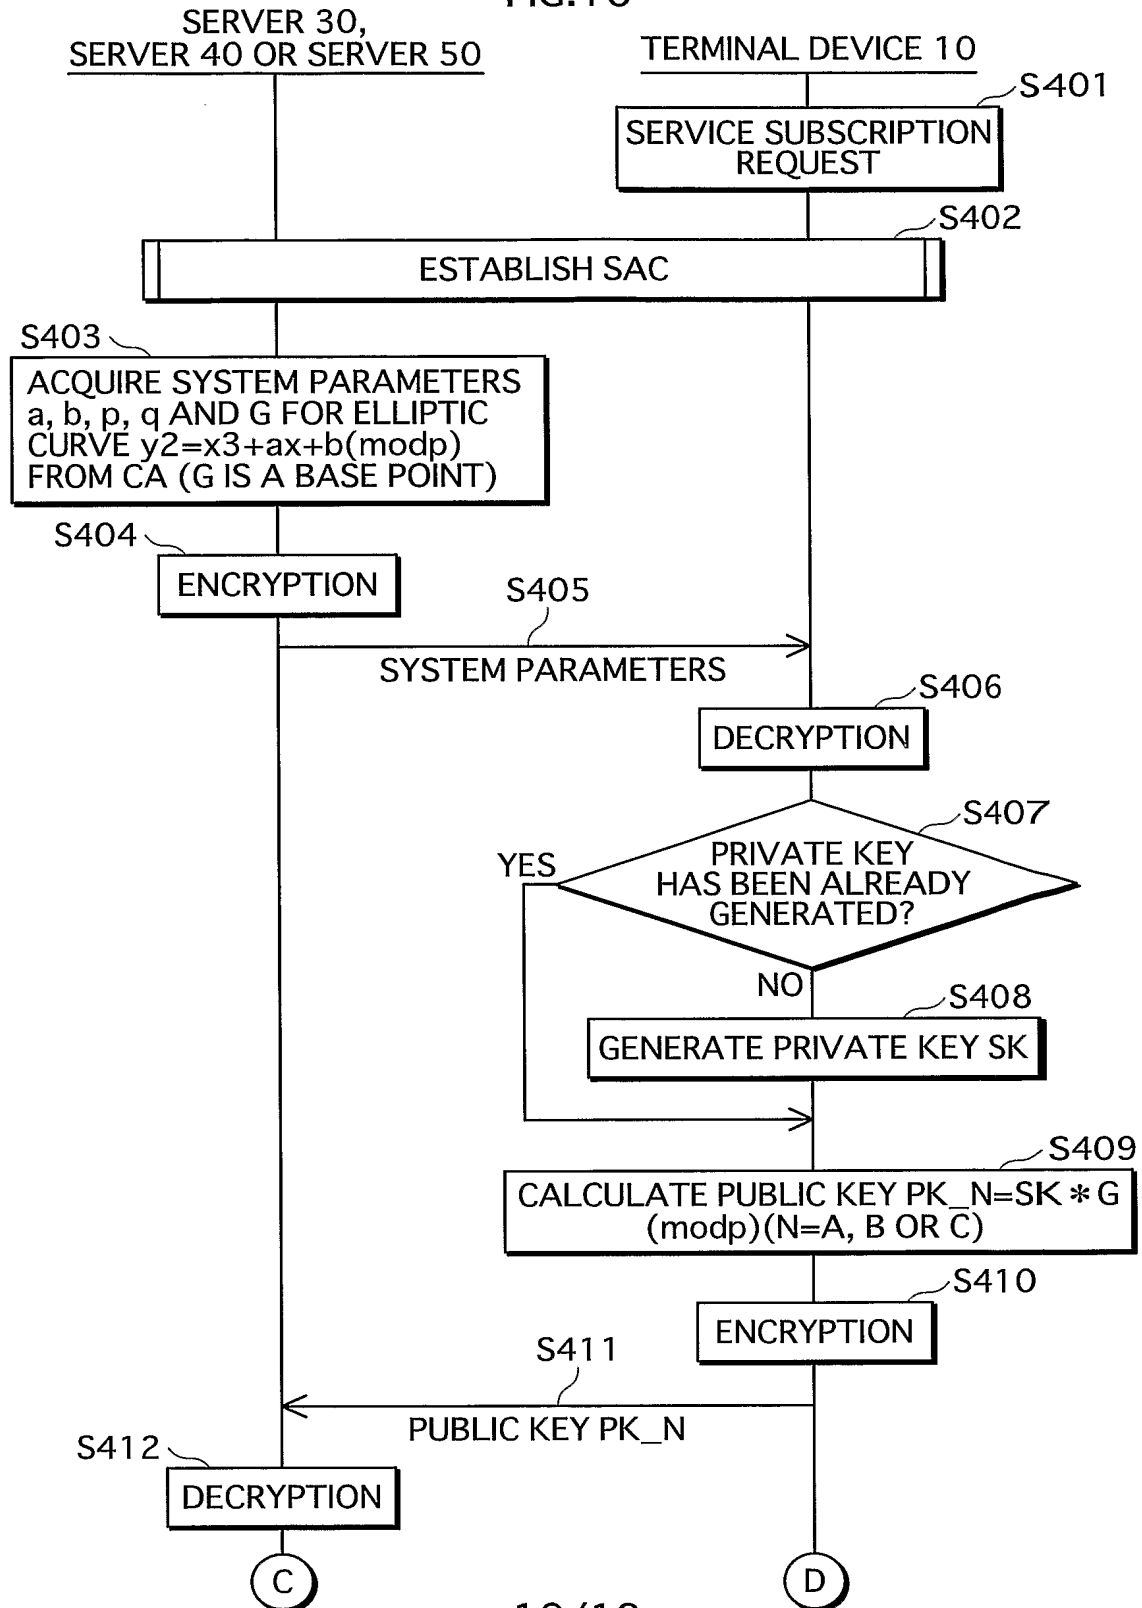 SERVER 30,
SERVER 40 OR SERVER 50
TERMINAL DEVICE 10
S401
SERVICE SUBSCRIPTION
REQUEST
S402
ESTABLISH SAC
S403
ACQUIRE SYSTEM PARAMETERS
a, b, p, q AND G FOR ELLIPTIC
CURVE y2=x3+ax+b(modp)
FROM CA (G IS A BASE POINT)
S404
ENCRYPTION
S405
SYSTEM PARAMETERS
S406
DECRYPTION
S407
PRIVATE KEY
HAS BEEN ALREADY
GENERATED?
YES
NO
S408
GENERATE PRIVATE KEY SK
S409
CALCULATE PUBLIC KEY PK_N=SK*G
(modp)(N=A, B OR C)
S410
ENCRYPTION
S411
PUBLIC KEY PK_N
S412
DECRYPTION
C
D